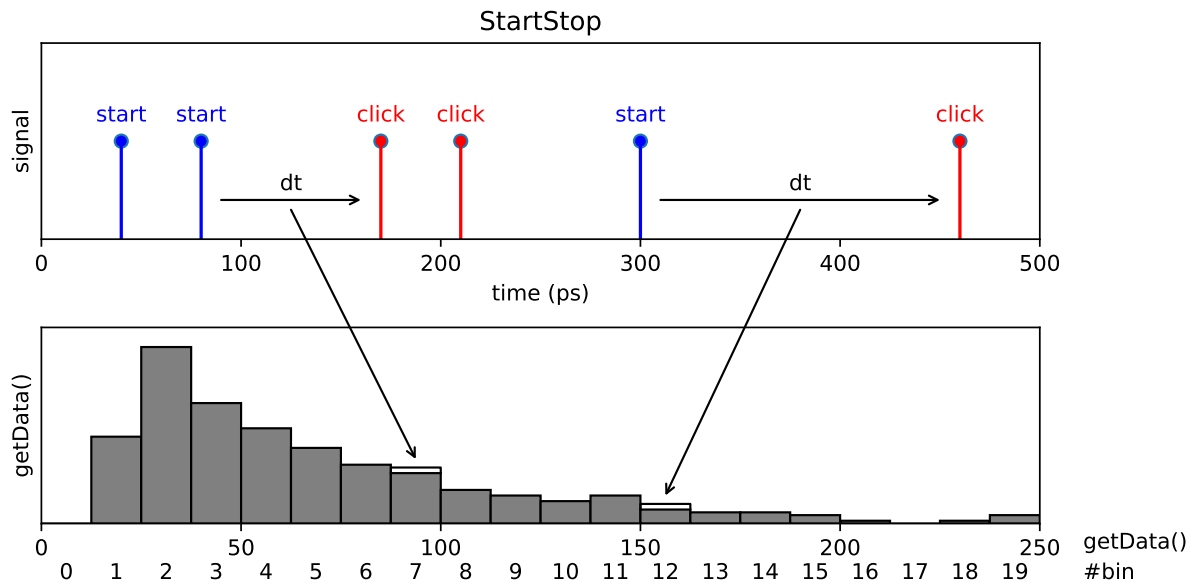 StartStop
signal
start start click click start click
dt dt
0 100 200 300 400 500
time (ps)
getData()
0 50 100 150 200 250 getData()
0 1 2 3 4 5 6 7 8 9 10 11 12 13 14 15 16 17 18 19 #bin